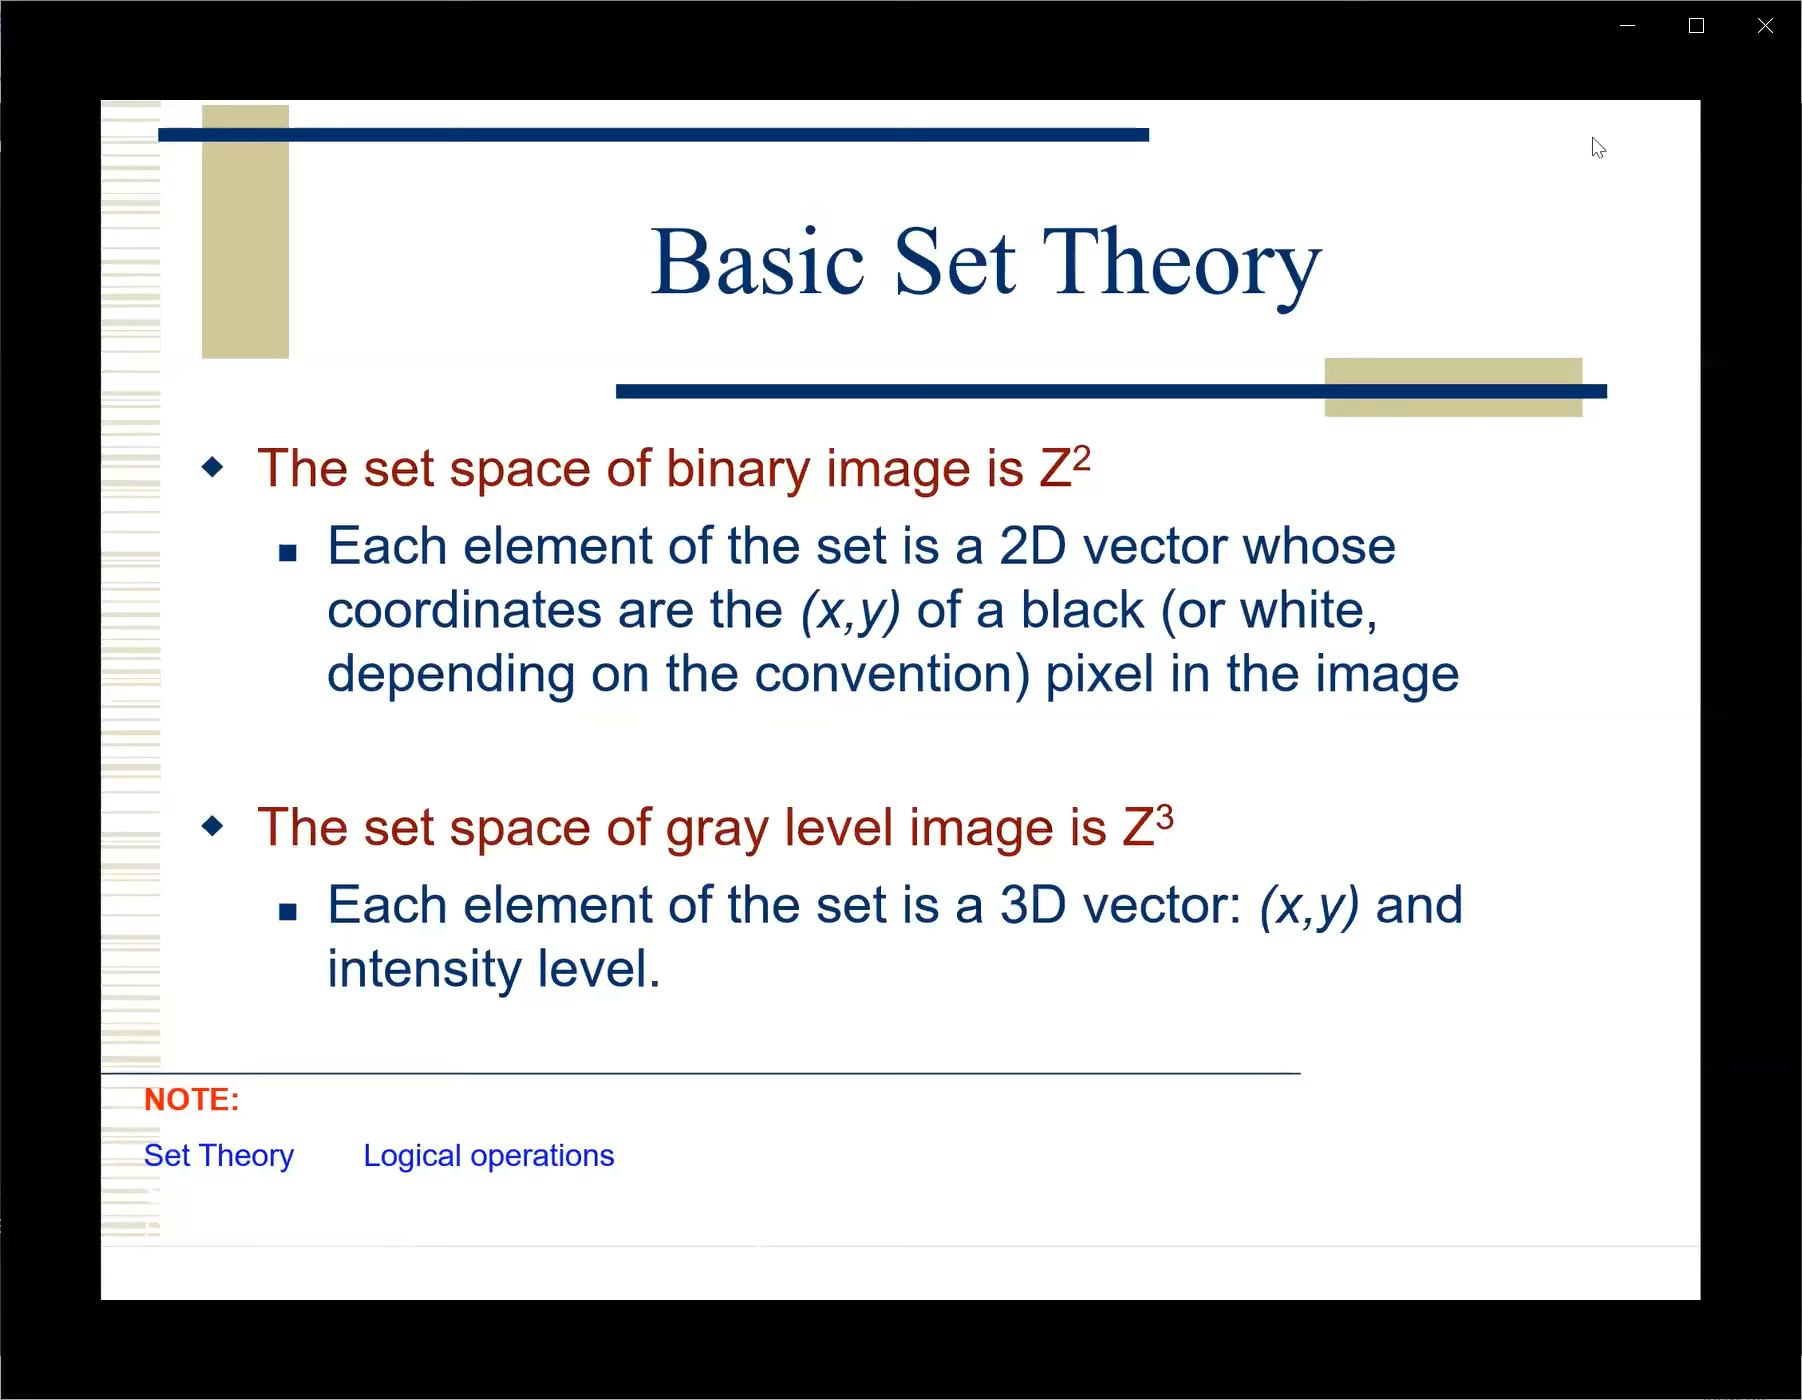 Basic Set Theory
The set space of binary image is Z²
Each element of the set is a 2D vector whose
coordinates are the (x,y) of a black (or white,
depending on the convention) pixel in the image
The set space of gray level image is Z³
Each element of the set is a 3D vector: (x,y) and
intensity level.
NOTE:
Set Theory Logical operations